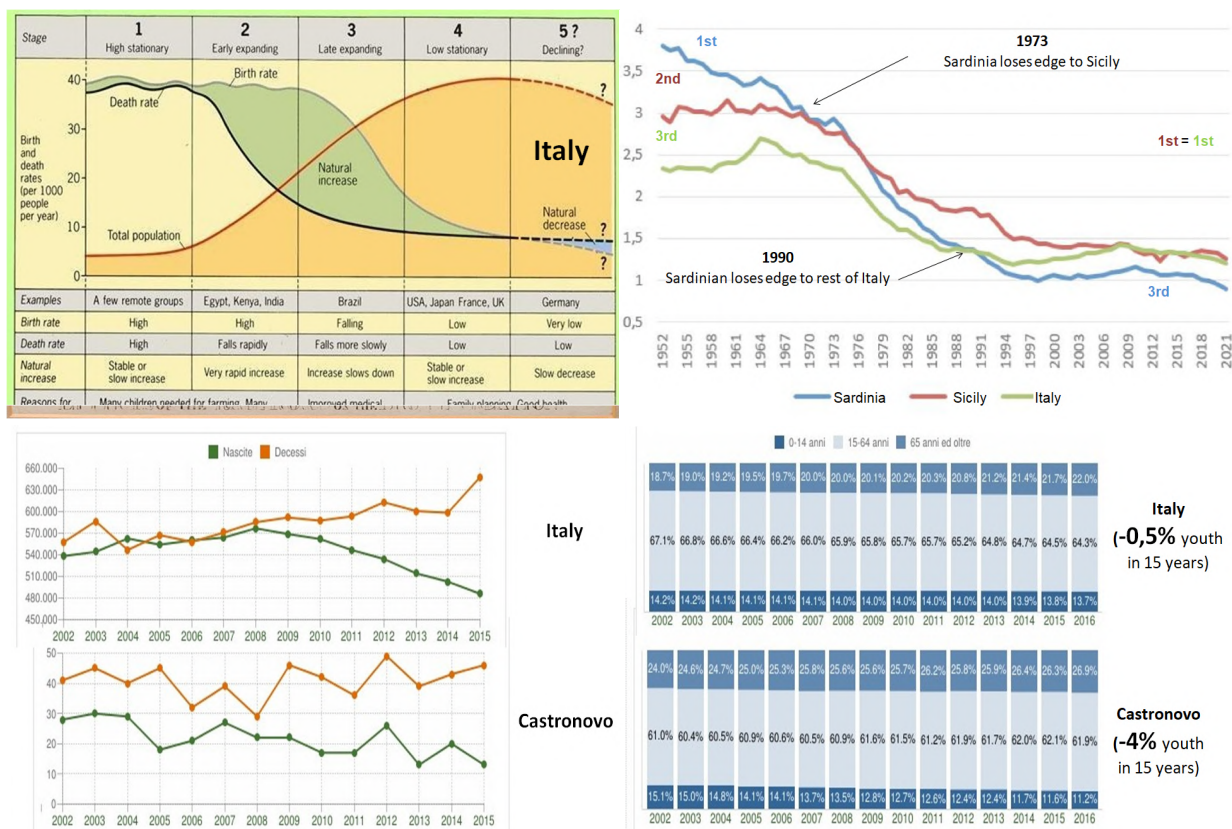 Stage
1
High stationary
2
Early expanding
3
Late expanding
4
Low stationary
5?
Declining?
40
30
20
10
0
Birth
and
death
rates
(per 1000
people
per year)
Birth rate
Death rate
Natural
increase
Total population
Italy
Natural
decrease
?
?
?
Examples
A few remote groups
Egypt, Kenya, India
Brazil
USA, Japan France, UK
Germany
Birth rate
High
High
Falling
Low
Very low
Death rate
High
Falls rapidly
Falls more slowly
Low
Low
Natural
increase
Stable or
slow increase
Very rapid increase
Increase slows down
Stable or
slow increase
Slow decrease
Reasons for
Many children needed for farming. Many
Improved medical
Family planning. Good health
4
3,5
3
2,5
2
1,5
1
0,5
1st
2nd
3rd
1973
Sardinia loses edge to Sicily
1st = 1st
1990
Sardinian loses edge to rest of Italy
3rd
1952 1955 1958 1961 1964 1967 1970 1973 1976 1979 1982 1985 1988 1991 1994 1997 2000 2003 2006 2009 2012 2015 2018 2021
Sardinia Sicily Italy
Nascite Decessi
660.000
630.000
600.000
570.000
540.000
510.000
480.000
450.000
2002 2003 2004 2005 2006 2007 2008 2009 2010 2011 2012 2013 2014 2015
Italy
50
40
30
20
10
0
2002 2003 2004 2005 2006 2007 2008 2009 2010 2011 2012 2013 2014 2015
Castronovo
0-14 anni 15-64 anni 65 anni ed oltre
18.7% 19.0% 19.2% 19.5% 19.7% 20.0% 20.0% 20.1% 20.2% 20.3% 20.8% 21.2% 21.4% 21.7% 22.0%
67.1% 66.8% 66.6% 66.4% 66.2% 66.0% 65.9% 65.8% 65.7% 65.7% 65.2% 64.8% 64.7% 64.5% 64.3%
14.2% 14.2% 14.1% 14.1% 14.1% 14.1% 14.0% 14.0% 14.0% 14.0% 14.0% 14.0% 13.9% 13.8% 13.7%
2002 2003 2004 2005 2006 2007 2008 2009 2010 2011 2012 2013 2014 2015 2016
Italy
(-0,5% youth
in 15 years)
24.0% 24.6% 24.7% 25.0% 25.3% 25.8% 25.6% 25.6% 25.7% 26.2% 25.8% 25.9% 26.4% 26.3% 26.9%
61.0% 60.4% 60.5% 60.9% 60.6% 60.5% 60.9% 61.6% 61.5% 61.2% 61.9% 61.7% 62.0% 62.1% 61.9%
15.1% 15.0% 14.8% 14.1% 14.1% 13.7% 13.5% 12.8% 12.7% 12.6% 12.4% 12.4% 11.7% 11.6% 11.2%
2002 2003 2004 2005 2006 2007 2008 2009 2010 2011 2012 2013 2014 2015 2016
Castronovo
(-4% youth
in 15 years)